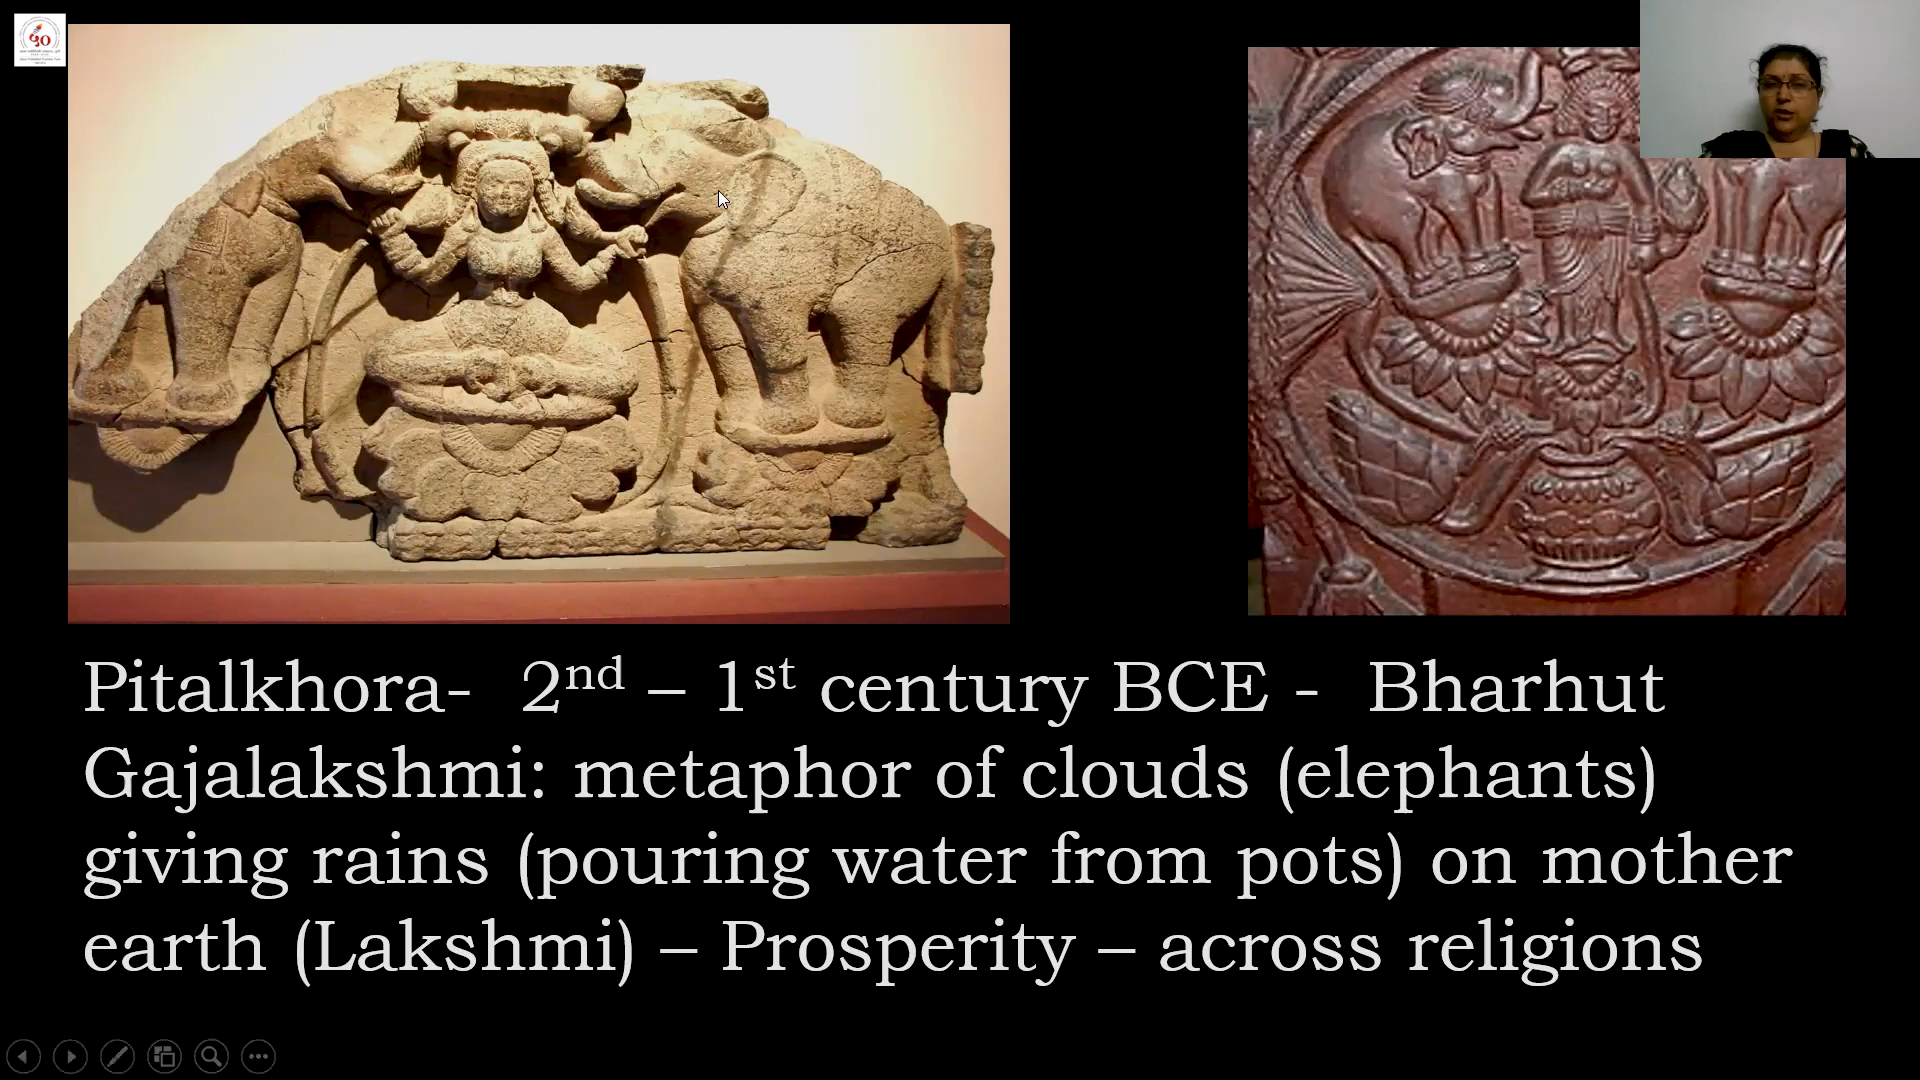 ५०
Pitalkhora- 2nd – 1st century BCE - Bharhut
Gajalakshmi: metaphor of clouds (elephants)
giving rains (pouring water from pots) on mother
earth (Lakshmi) – Prosperity – across religions